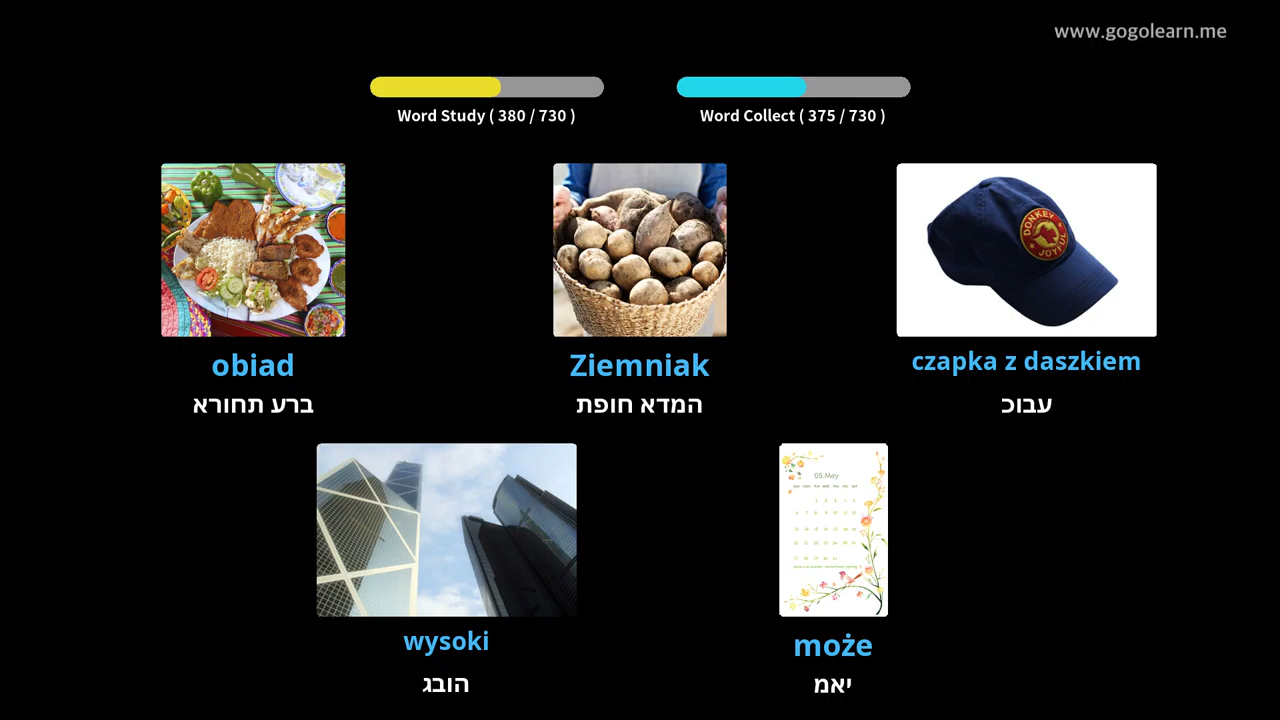 www.gogolearn.me
Word Study ( 380 / 730 )
Word Collect ( 375 / 730 )
DONKEY
JOYFUL
obiad
Ziemniak
czapka z daszkiem
ברע תחורא
המדא חופת
עבוכ
05.May
wysoki
może
הובג
יאמ